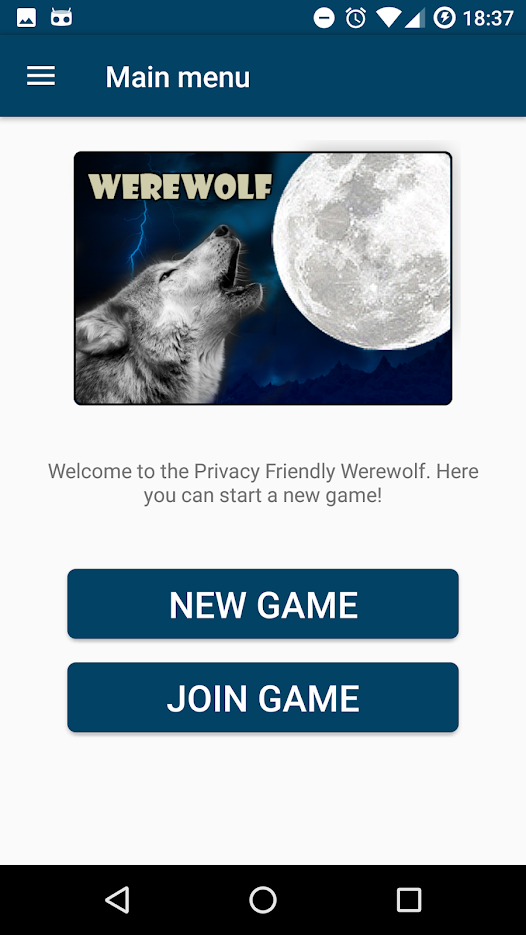 18:37
Main menu
WEREWOLF
Welcome to the Privacy Friendly Werewolf. Here
you can start a new game!
NEW GAME
JOIN GAME